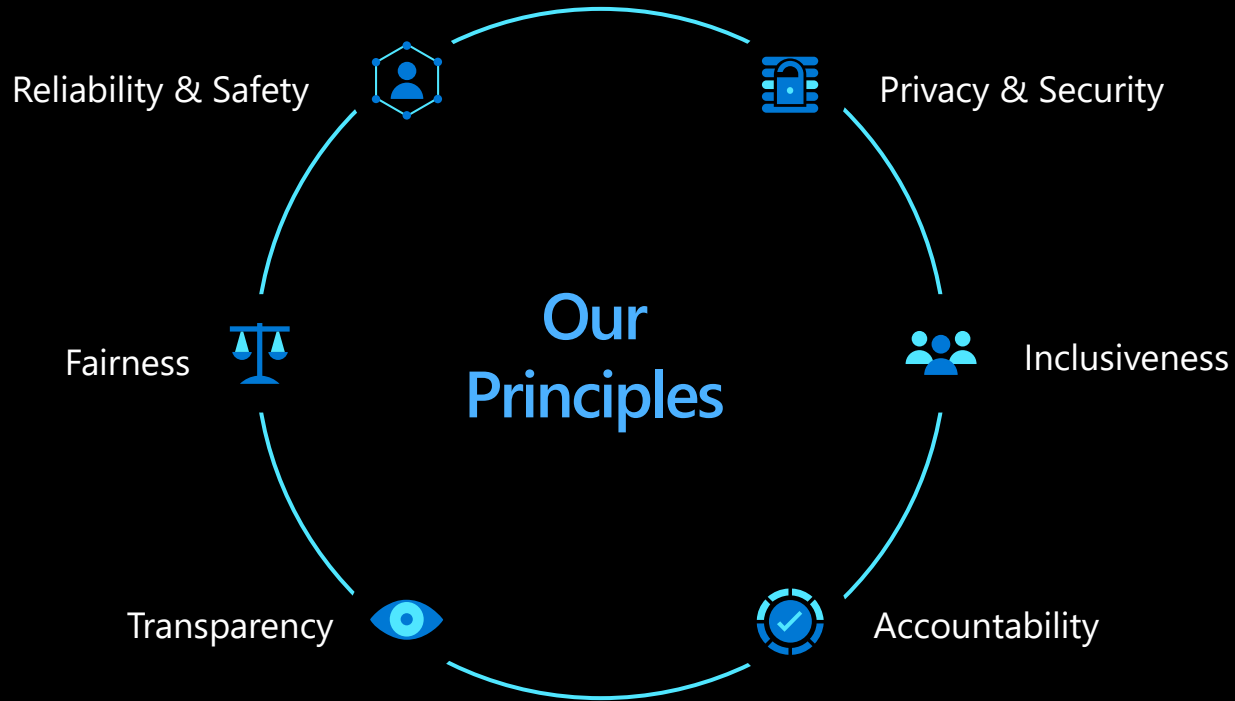 Reliability & Safety
Privacy & Security
Our
Principles
Fairness
Inclusiveness
Transparency
Accountability